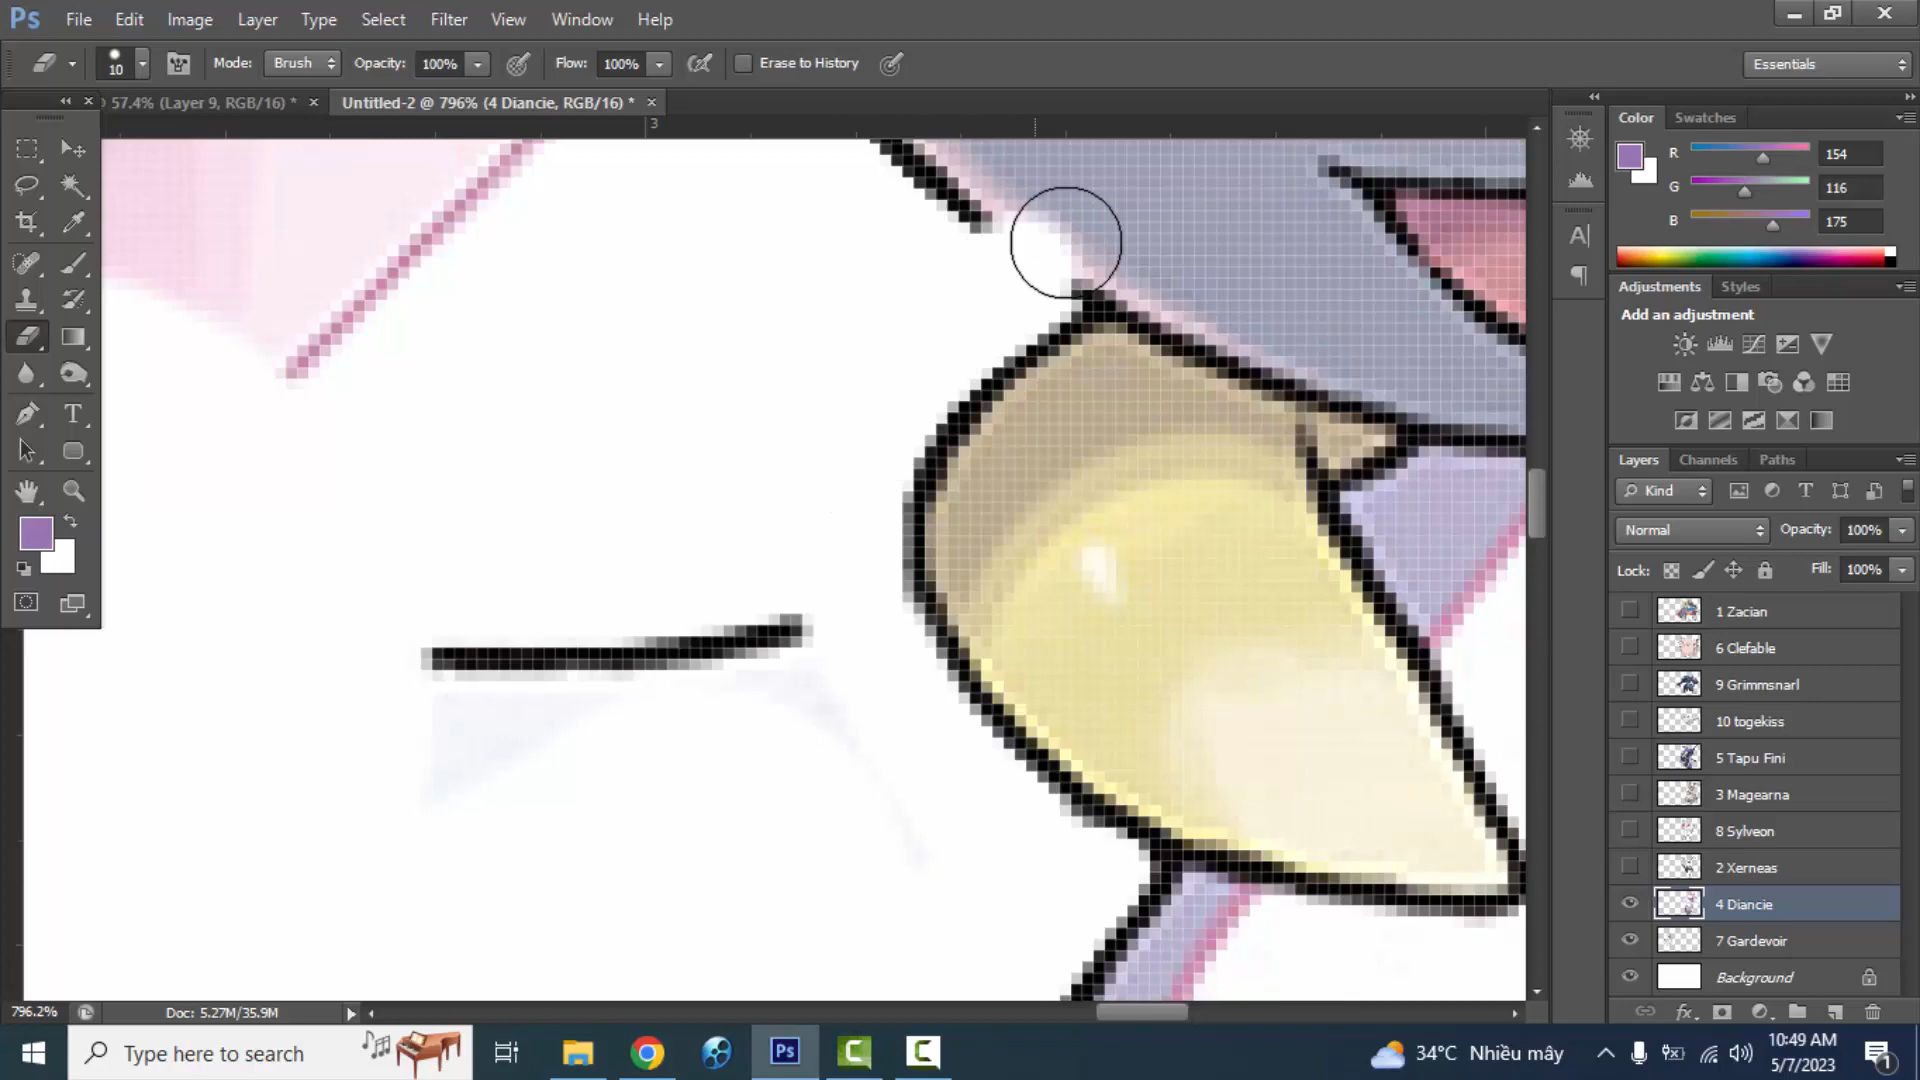 Ps File Edit Image Layer Type Select Filter View Window Help
10 Mode: Brush Opacity: 100% Flow: 100% Erase to History Essentials
57.4% (Layer 9, RGB/16) * × Untitled-2 @ 796% (4 Diancie, RGB/16) * ×
3
Color Swatches
R 154
G 116
B 175
Adjustments Styles
Add an adjustment
Layers Channels Paths
Kind
Normal Opacity: 100%
Lock: Fill: 100%
1 Zacian
6 Clefable
9 Grimmsnarl
10 togekiss
5 Tapu Fini
3 Magearna
8 Sylveon
2 Xerneas
4 Diancie
7 Gardevoir
Background
796.2% Doc: 5.27M/35.9M
Type here to search
Ps
34°C Nhiều mây
10:49 AM
5/7/2023
1